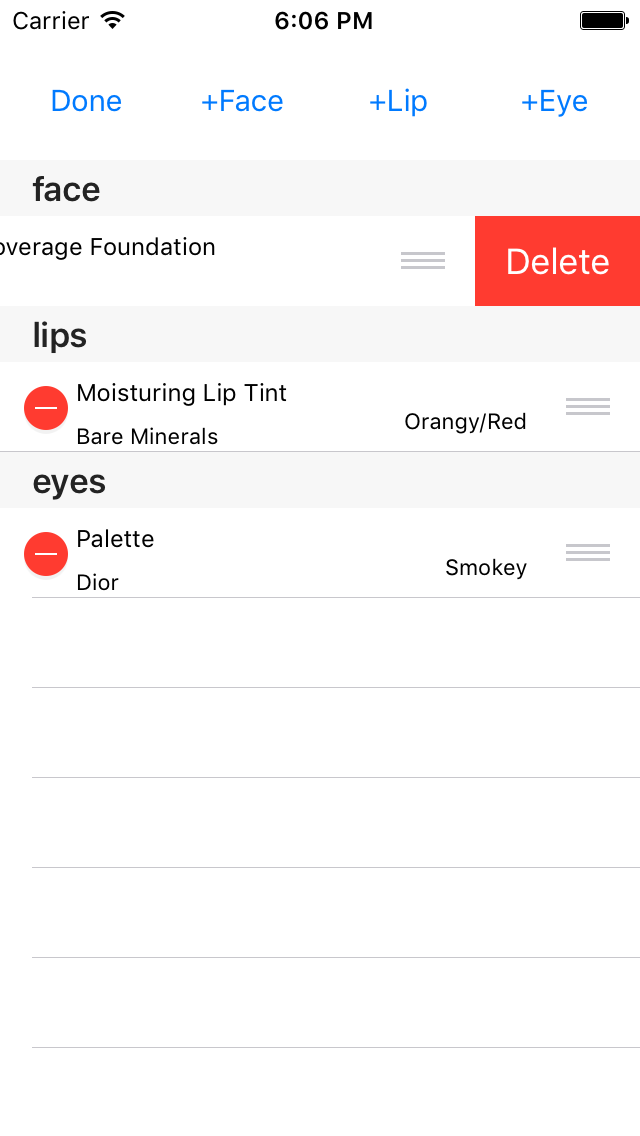 Carrier 6:06 PM
Done +Face +Lip +Eye
face
overage Foundation
Delete
lips
Moisturing Lip Tint
Orangy/Red
Bare Minerals
eyes
Palette
Smokey
Dior